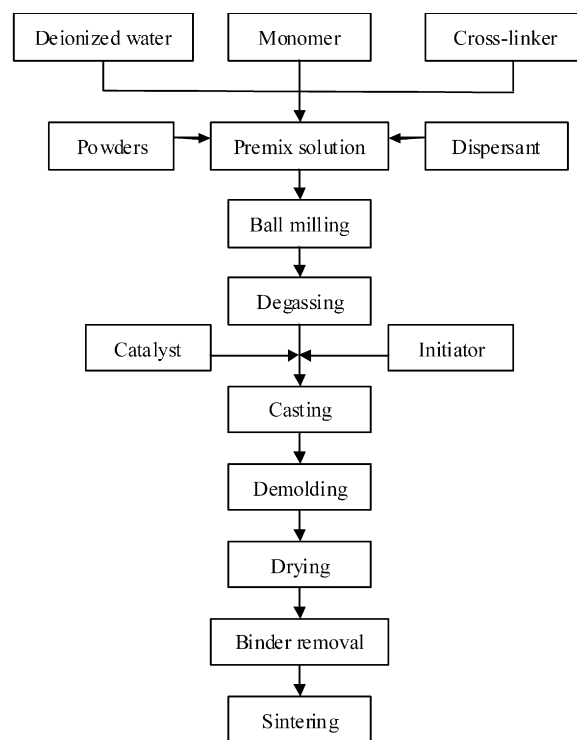 Deionized water
Monomer
Cross-linker
Powders
Premix solution
Dispersant
Ball milling
Degassing
Catalyst
Initiator
Casting
Demolding
Drying
Binder removal
Sintering